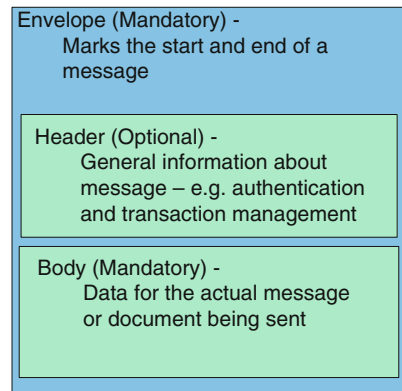 Envelope (Mandatory) -
Marks the start and end of a
message
Header (Optional) -
General information about
message – e.g. authentication
and transaction management
Body (Mandatory) -
Data for the actual message
or document being sent